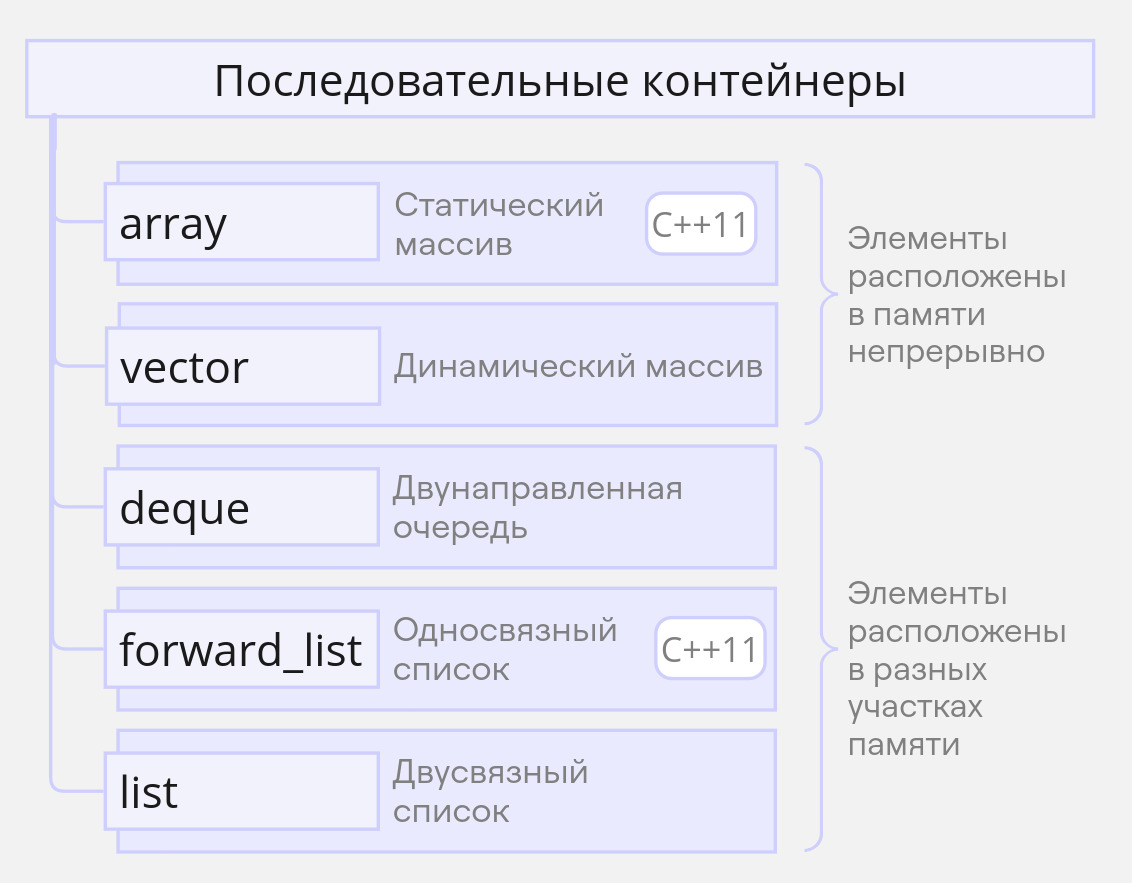 Последовательные контейнеры
array
Статический
массив
C++11
vector
Динамический массив
Элементы
расположены
в памяти
непрерывно
deque
Двунаправленная
очередь
forward_list
Односвязный
список
C++11
list
Двусвязный
список
Элементы
расположены
в разных
участках
памяти